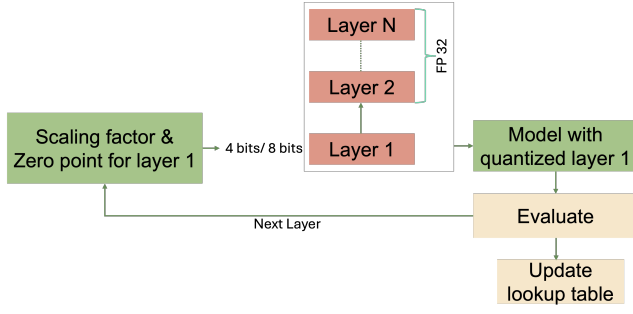 Layer N
Layer 2
FP 32
Scaling factor &
Zero point for layer 1
4 bits/ 8 bits
Layer 1
Model with
quantized layer 1
Evaluate
Next Layer
Update
lookup table